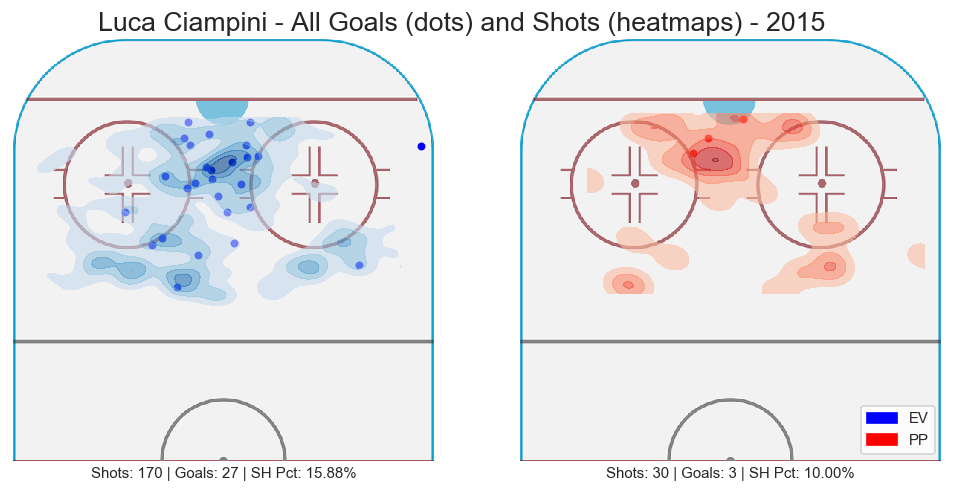 Luca Ciampini - All Goals (dots) and Shots (heatmaps) - 2015
EV
PP
Shots: 170 | Goals: 27 | SH Pct: 15.88%
Shots: 30 | Goals: 3 | SH Pct: 10.00%